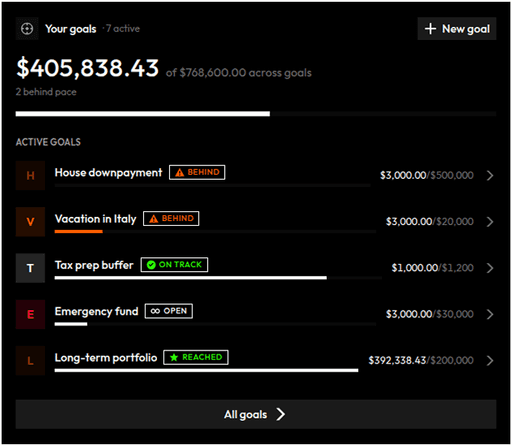 Your goals · 7 active
+ New goal
$405,838.43 of $768,600.00 across goals
2 behind pace
ACTIVE GOALS
H House downpayment BEHIND $3,000.00/$500,000
V Vacation in Italy BEHIND $3,000.00/$20,000
T Tax prep buffer ON TRACK $1,000.00/$1,200
E Emergency fund OPEN $3,000.00/$30,000
L Long-term portfolio REACHED $392,338.43/$200,000
All goals